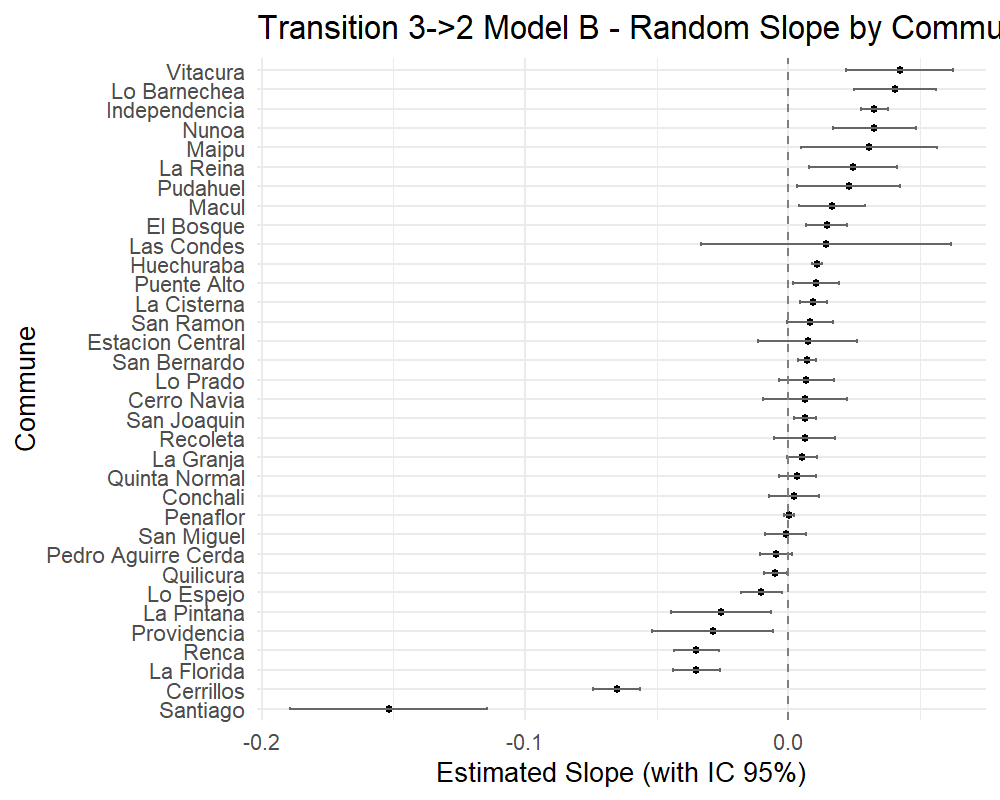 Transition 3->2 Model B - Random Slope by Commu
Vitacura
Lo Barnechea
Independencia
Nunoa
Maipu
La Reina
Pudahuel
Macul
El Bosque
Las Condes
Huechuraba
Puente Alto
La Cisterna
San Ramon
Estacion Central
San Bernardo
Lo Prado
Cerro Navia
San Joaquin
Recoleta
La Granja
Quinta Normal
Conchali
Penaflor
San Miguel
Pedro Aguirre Cerda
Quilicura
Lo Espejo
La Pintana
Providencia
Renca
La Florida
Cerrillos
Santiago
Commune
-0.2 -0.1 0.0
Estimated Slope (with IC 95%)